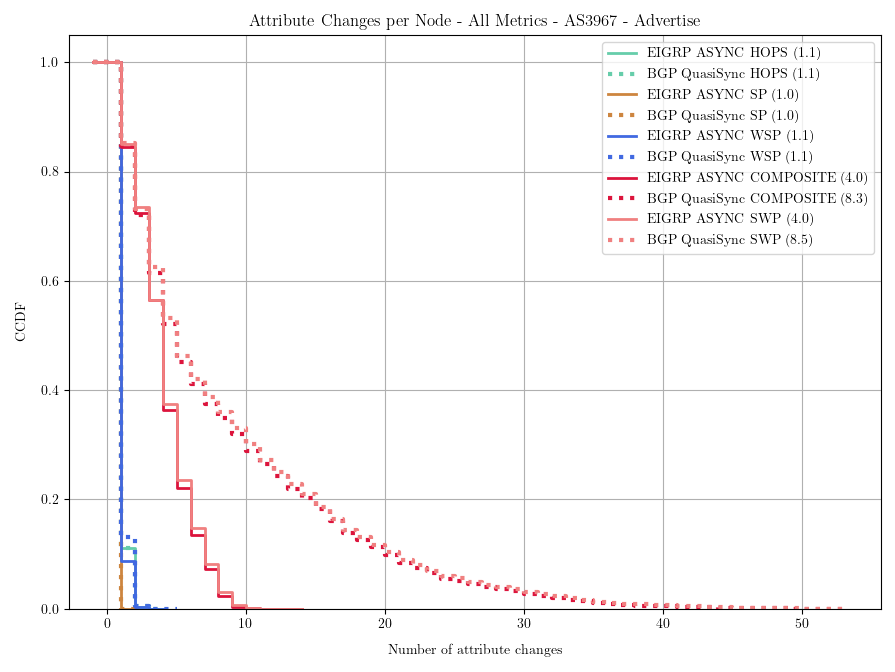 Attribute Changes per Node - All Metrics - AS3967 - Advertise
EIGRP ASYNC HOPS (1.1)
BGP QuasiSync HOPS (1.1)
EIGRP ASYNC SP (1.0)
BGP QuasiSync SP (1.0)
EIGRP ASYNC WSP (1.1)
BGP QuasiSync WSP (1.1)
EIGRP ASYNC COMPOSITE (4.0)
BGP QuasiSync COMPOSITE (8.3)
EIGRP ASYNC SWP (4.0)
BGP QuasiSync SWP (8.5)
CCDF
1.0
0.8
0.6
0.4
0.2
0.0
0 10 20 30 40 50
Number of attribute changes